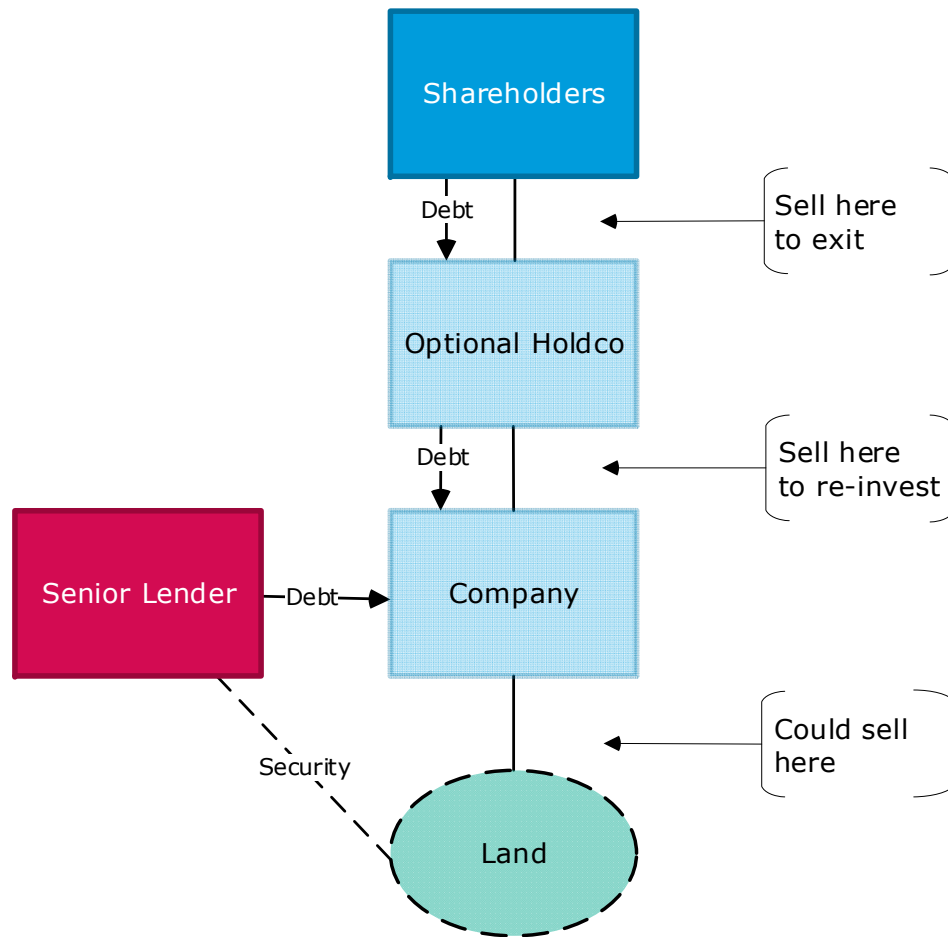 Shareholders
Debt
Sell here
to exit
Optional Holdco
Debt
Sell here
to re-invest
Senior Lender
Debt
Company
Security
Could sell
here
Land